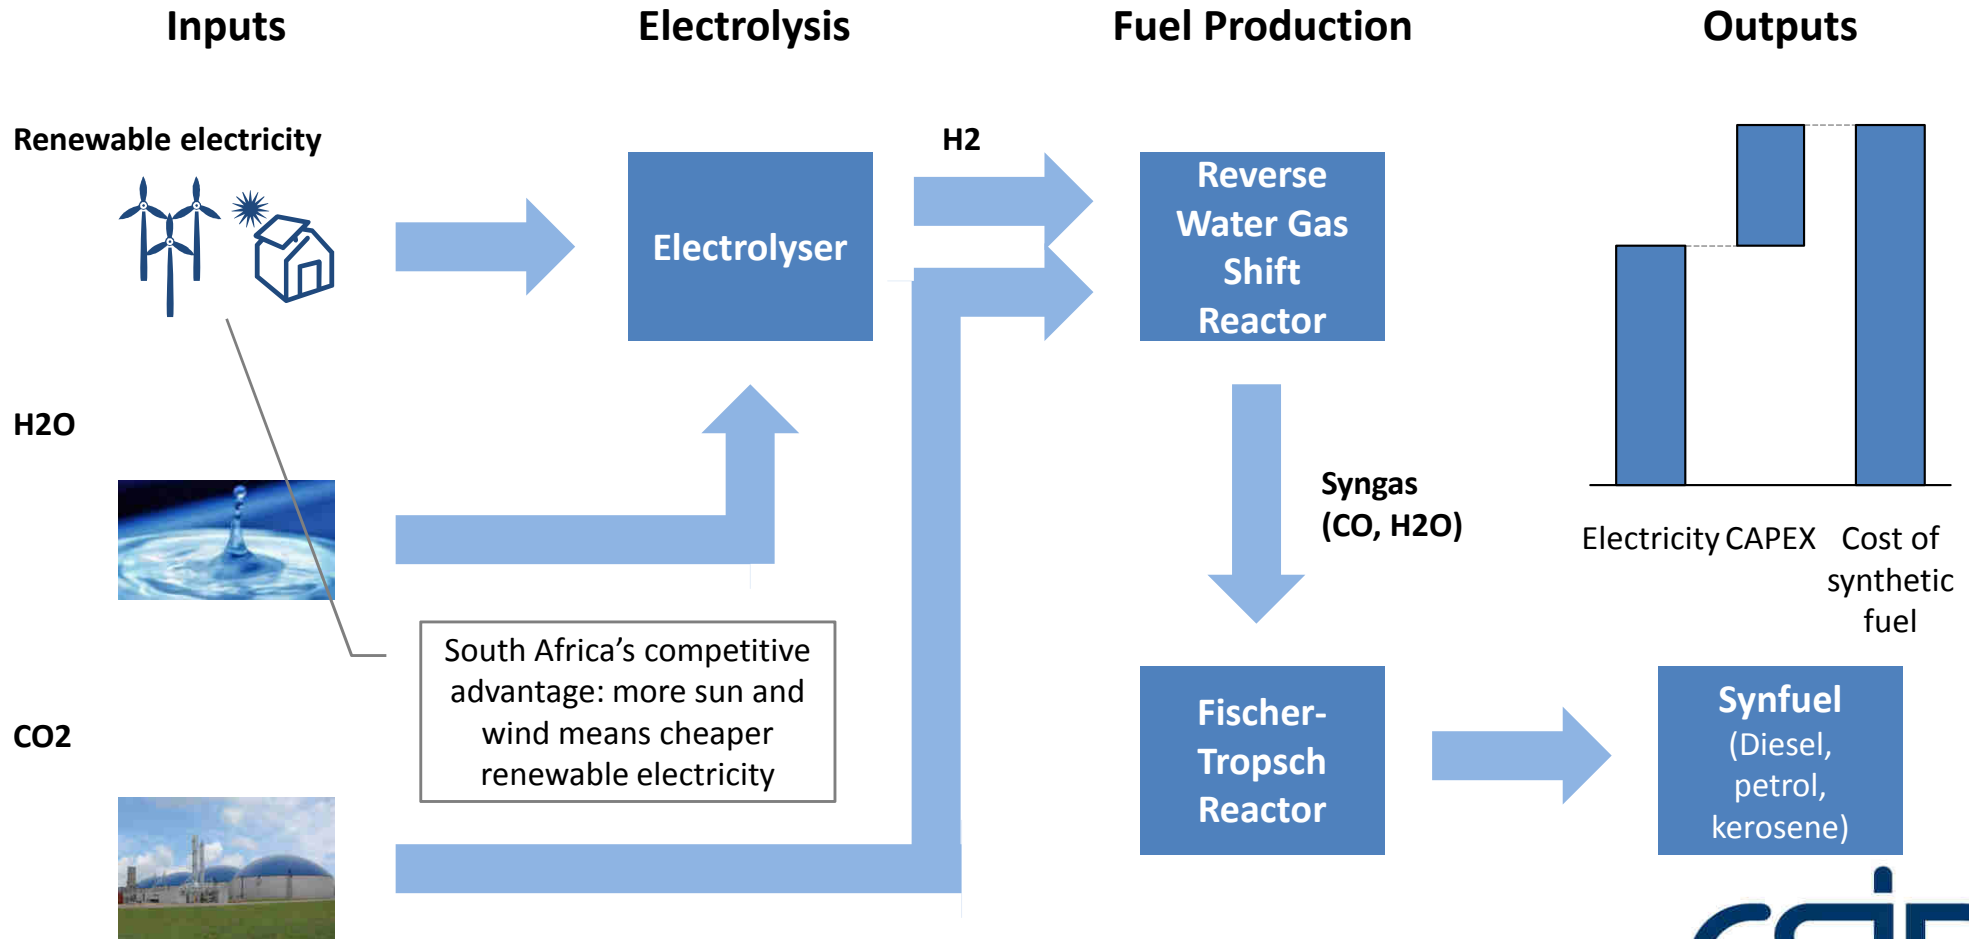 Inputs
Electrolysis
Fuel Production
Outputs
Renewable electricity
H2
Electrolyser
Reverse
Water Gas
Shift
Reactor
H2O
Syngas
(CO, H2O)
Electricity
CAPEX
Cost of
synthetic
fuel
South Africa's competitive
advantage: more sun and
wind means cheaper
renewable electricity
CO2
Fischer-
Tropsch
Reactor
Synfuel
(Diesel,
petrol,
kerosene)